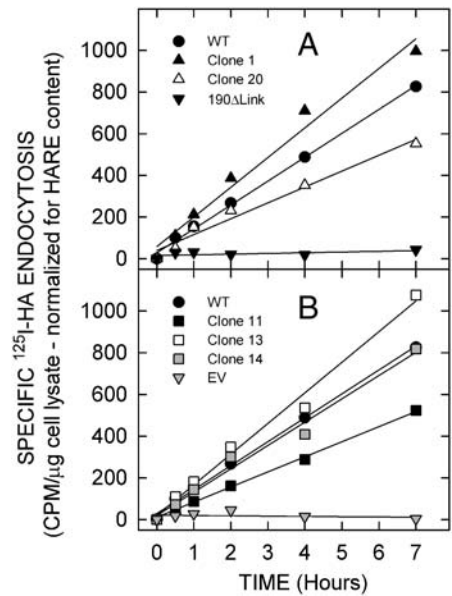 SPECIFIC ¹²⁵I-HA ENDOCYTOSIS
(CPM/µg cell lysate - normalized for HARE content)
A
WT
Clone 1
Clone 20
190ΔLink
1000
800
600
400
200
0
B
WT
Clone 11
Clone 13
Clone 14
EV
1000
800
600
400
200
0
0 1 2 3 4 5 6 7
TIME (Hours)